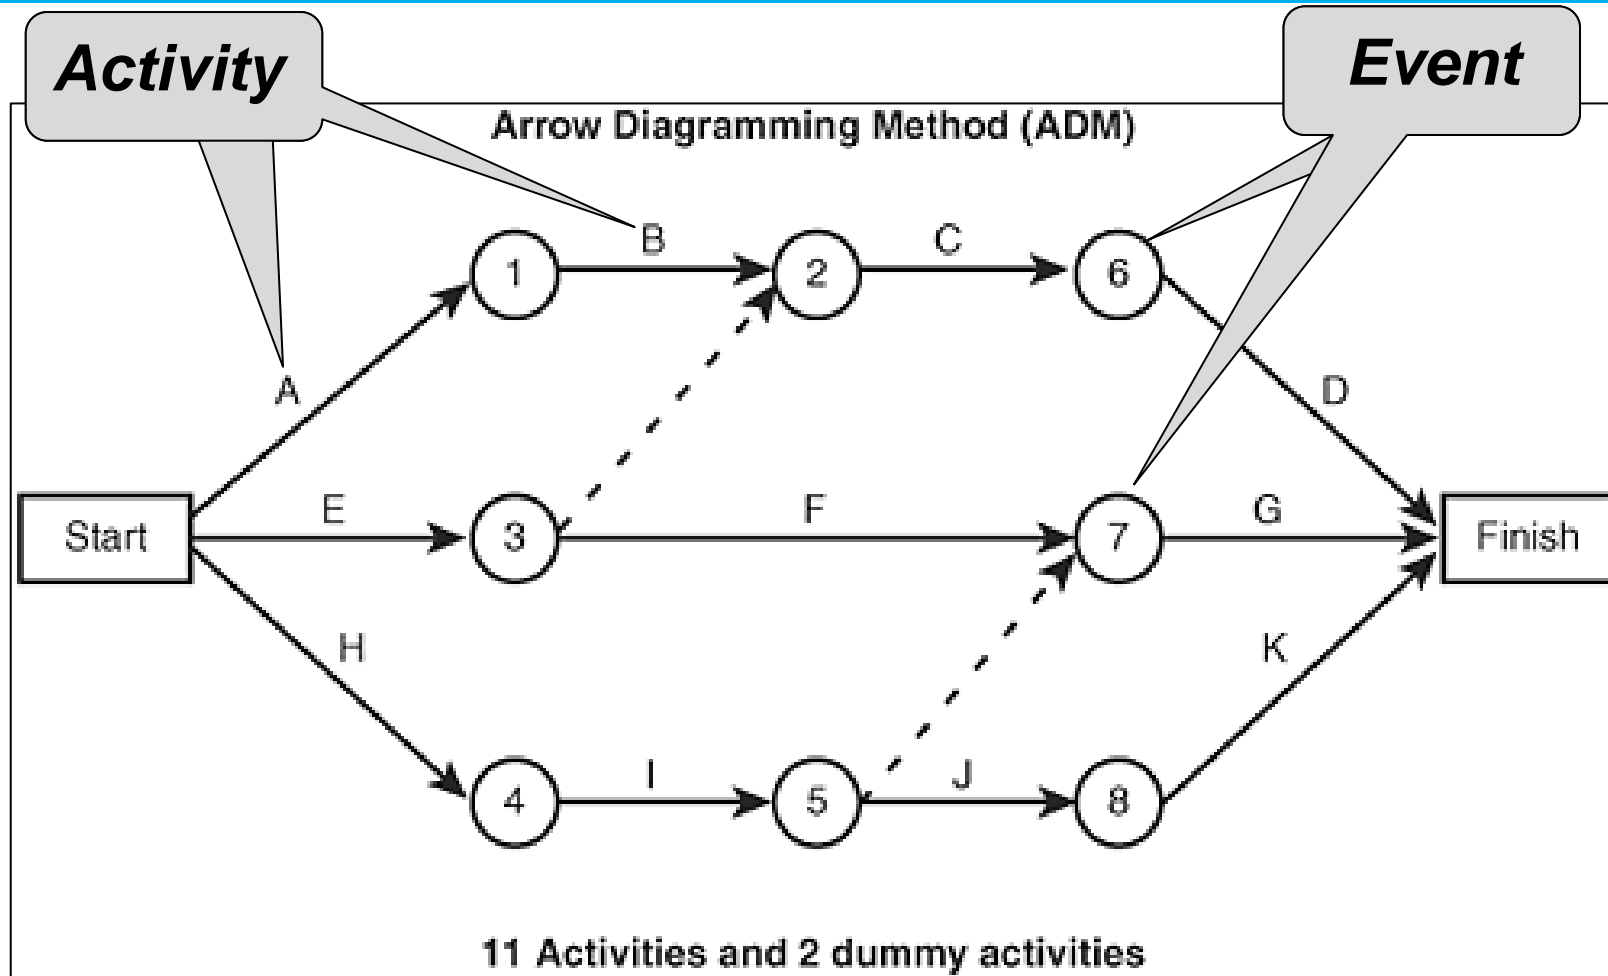 Activity
Event
Arrow Diagramming Method (ADM)
B
C
1
2
6
A
D
E
F
G
Start
3
7
Finish
H
K
I
J
4
5
8
11 Activities and 2 dummy activities